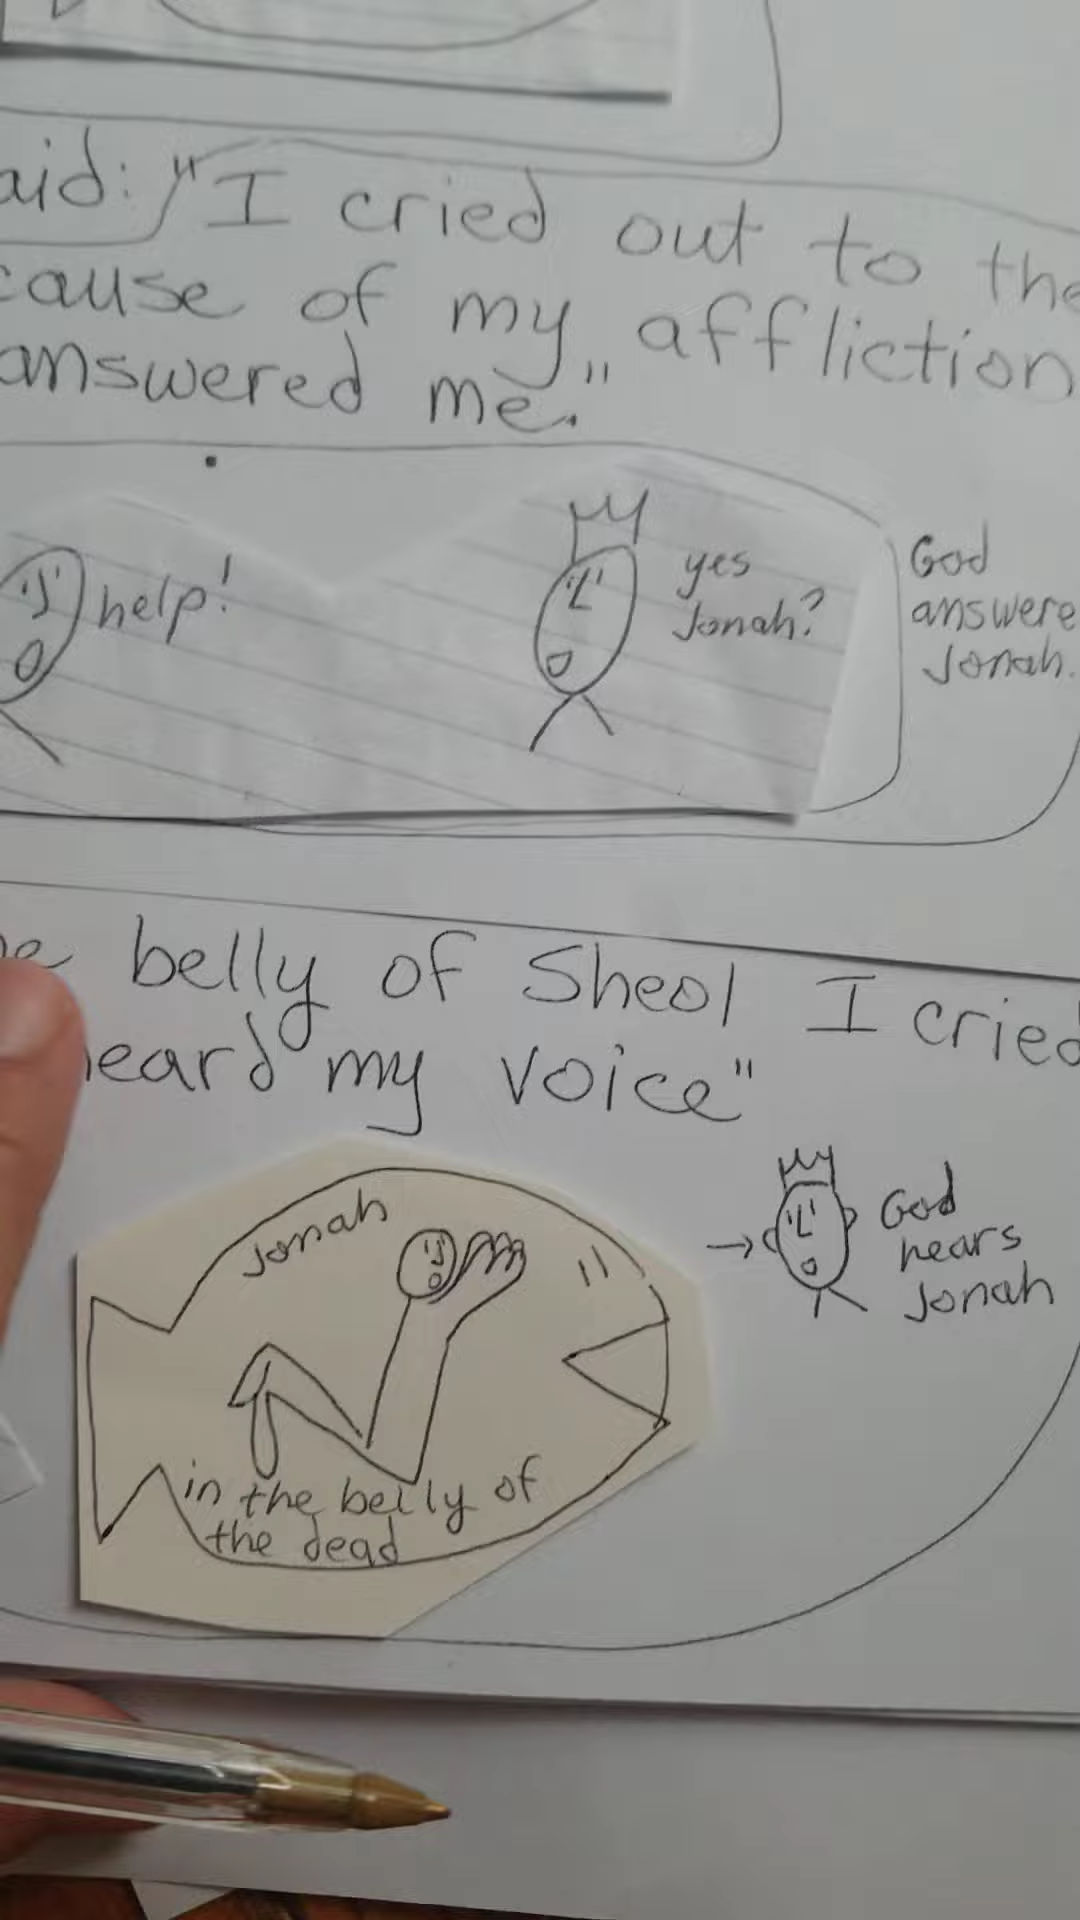 aid: "I cried out to the
cause of my affliction
answered me."
help!
yes
Jonah?
God
answere
Jonah.
belly of Sheol I cried
heard my voice"
Jonah
in the belly of
the dead
God
hears
Jonah